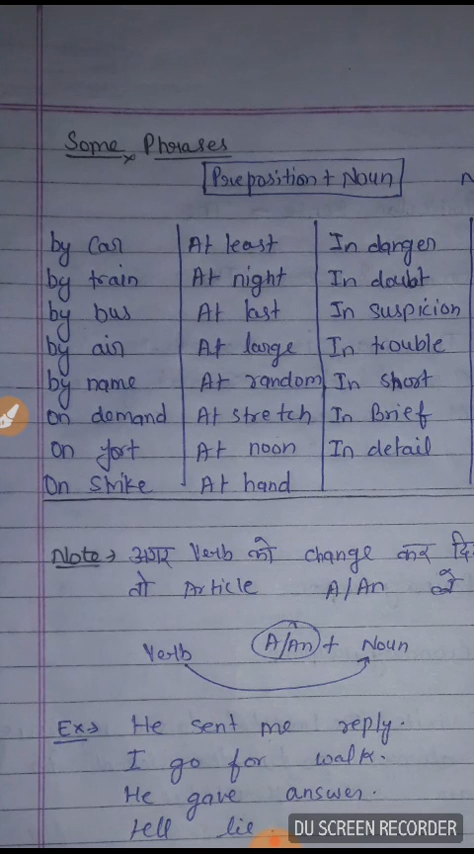 Some Phrases
Preposition + Noun
N
by car At least In danger
by train At night In doubt
by bus At last In suspicion
by air At large In trouble
by name At random In short
on demand At stretch In Brief
on fort At noon In detail
On Strike At hand
Note → अगर Verb को change कर
तो Article A/An
Verb A/An + Noun
Ex → He sent me reply.
I go for walk.
He gave answer.
tell lie
DU SCREEN RECORDER